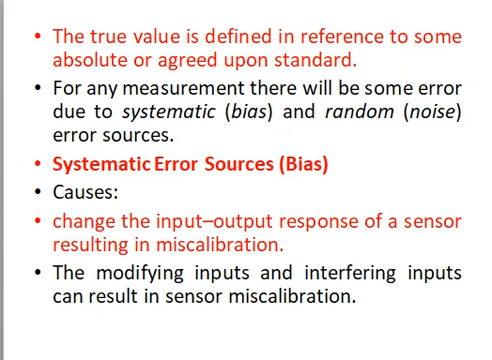 • The true value is defined in reference to some
absolute or agreed upon standard.
• For any measurement there will be some error
due to systematic (bias) and random (noise)
error sources.
• Systematic Error Sources (Bias)
• Causes:
• change the input–output response of a sensor
resulting in miscalibration.
• The modifying inputs and interfering inputs
can result in sensor miscalibration.